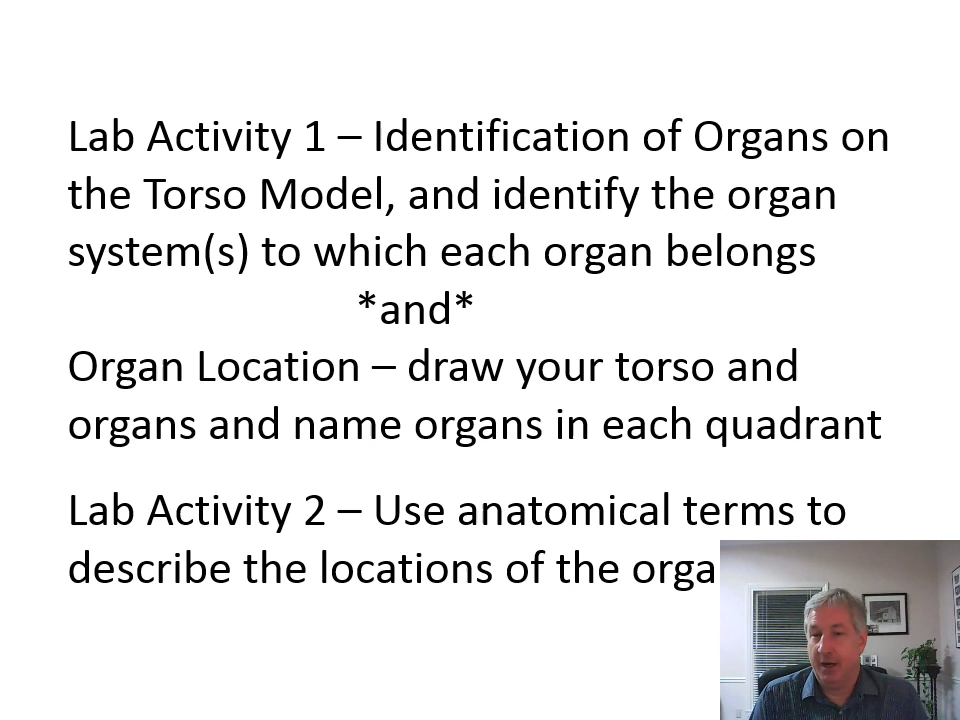 Lab Activity 1 – Identification of Organs on
the Torso Model, and identify the organ
system(s) to which each organ belongs
*and*
Organ Location – draw your torso and
organs and name organs in each quadrant
Lab Activity 2 – Use anatomical terms to
describe the locations of the